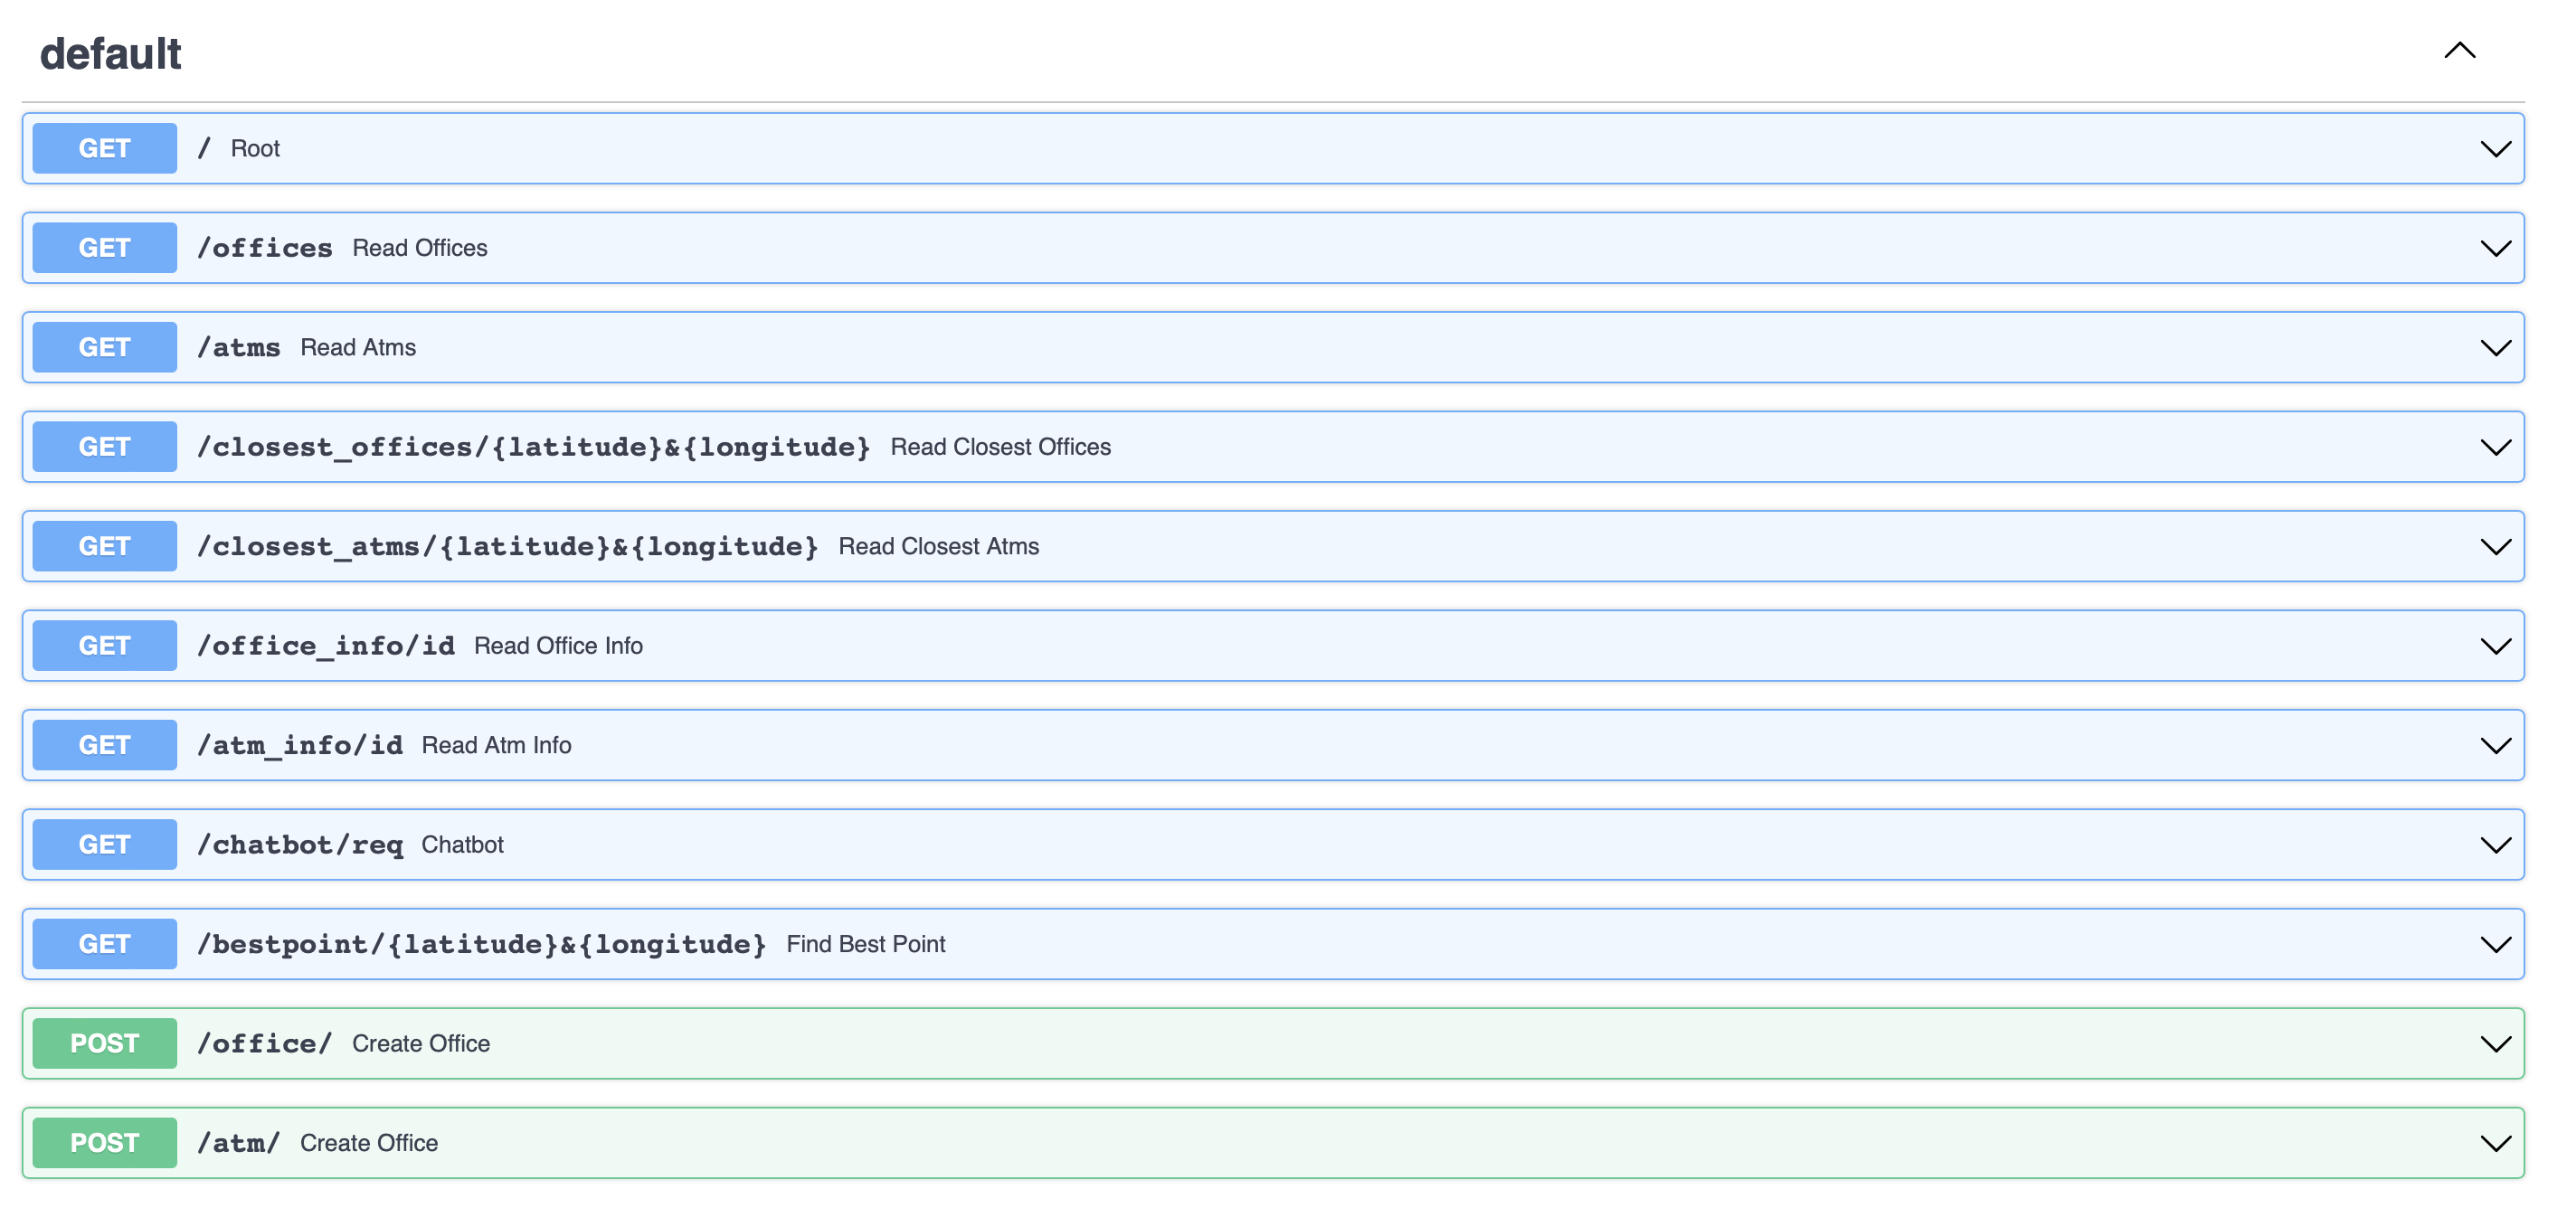 default
GET / Root
GET /offices Read Offices
GET /atms Read Atms
GET /closest_offices/{latitude}&{longitude} Read Closest Offices
GET /closest_atms/{latitude}&{longitude} Read Closest Atms
GET /office_info/id Read Office Info
GET /atm_info/id Read Atm Info
GET /chatbot/req Chatbot
GET /bestpoint/{latitude}&{longitude} Find Best Point
POST /office/ Create Office
POST /atm/ Create Office